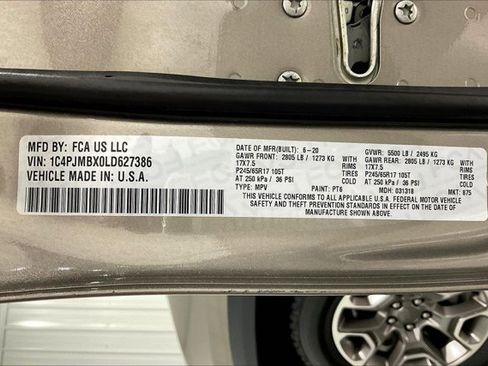 MFD BY: FCA US LLC
VIN: 1C4PJMBX0LD627386
VEHICLE MADE IN: U.S.A.
DATE OF MFR(BUILT): 6-20 GVWR: 5500 LB / 2495 KG
GAWR FRONT: 2805 LB / 1273 KG WITH GAWR REAR: 2805 LB / 1273 KG WITH
17X7.5 TIRES 17X7.5 TIRES
P245/65R17 105T RIMS P245/65R17 105T RIMS
AT 250 kPa / 36 PSI COLD AT 250 kPa / 36 PSI COLD
TYPE: MPV PAINT: PT6 MDH: 031318 MKT: 875
THIS VEHICLE CONFORMS TO ALL APPLICABLE U.S.A. FEDERAL MOTOR VEHICLE
SAFETY AND THEFT PREVENTION STANDARDS IN EFFECT ON THE DATE OF
MANUFACTURE SHOWN ABOVE.